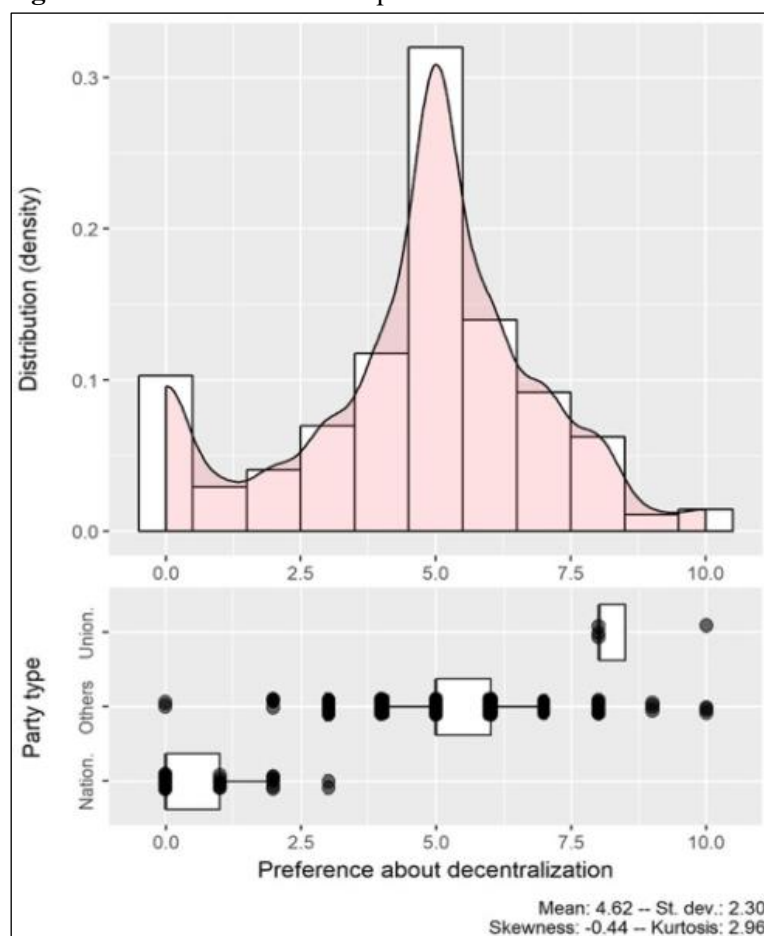 0.3
0.2
0.1
0.0
Distribution (density)
0.0 2.5 5.0 7.5 10.0
Union.
Others
Nation.
Party type
0.0 2.5 5.0 7.5 10.0
Preference about decentralization
Mean: 4.62 -- St. dev.: 2.30
Skewness: -0.44 -- Kurtosis: 2.96